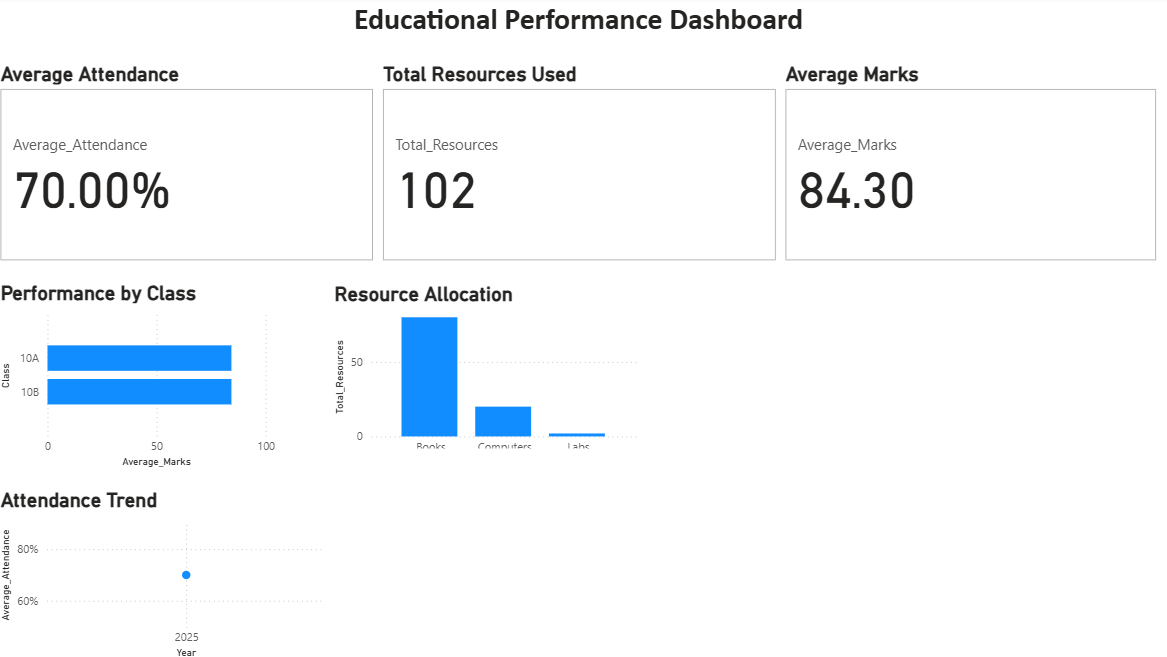 Educational Performance Dashboard
Average Attendance
Total Resources Used
Average Marks
Average_Attendance
70.00%
Total_Resources
102
Average_Marks
84.30
Performance by Class
Class
10A
10B
0 50 100
Average_Marks
Resource Allocation
Total_Resources
50
0
Books Computers Labs
Attendance Trend
Average_Attendance
80%
60%
2025
Year